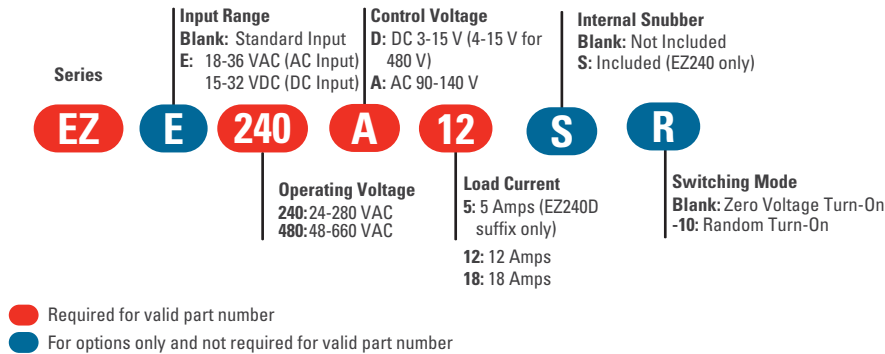 Input Range
Blank: Standard Input
E: 18-36 VAC (AC Input)
15-32 VDC (DC Input)
Control Voltage
D: DC 3-15 V (4-15 V for
480 V)
A: AC 90-140 V
Internal Snubber
Blank: Not Included
S: Included (EZ240 only)
Series
EZ
E
240
A
12
S
R
Operating Voltage
240: 24-280 VAC
480: 48-660 VAC
Load Current
5: 5 Amps (EZ240D
suffix only)
12: 12 Amps
18: 18 Amps
Switching Mode
Blank: Zero Voltage Turn-On
-10: Random Turn-On
Required for valid part number
For options only and not required for valid part number